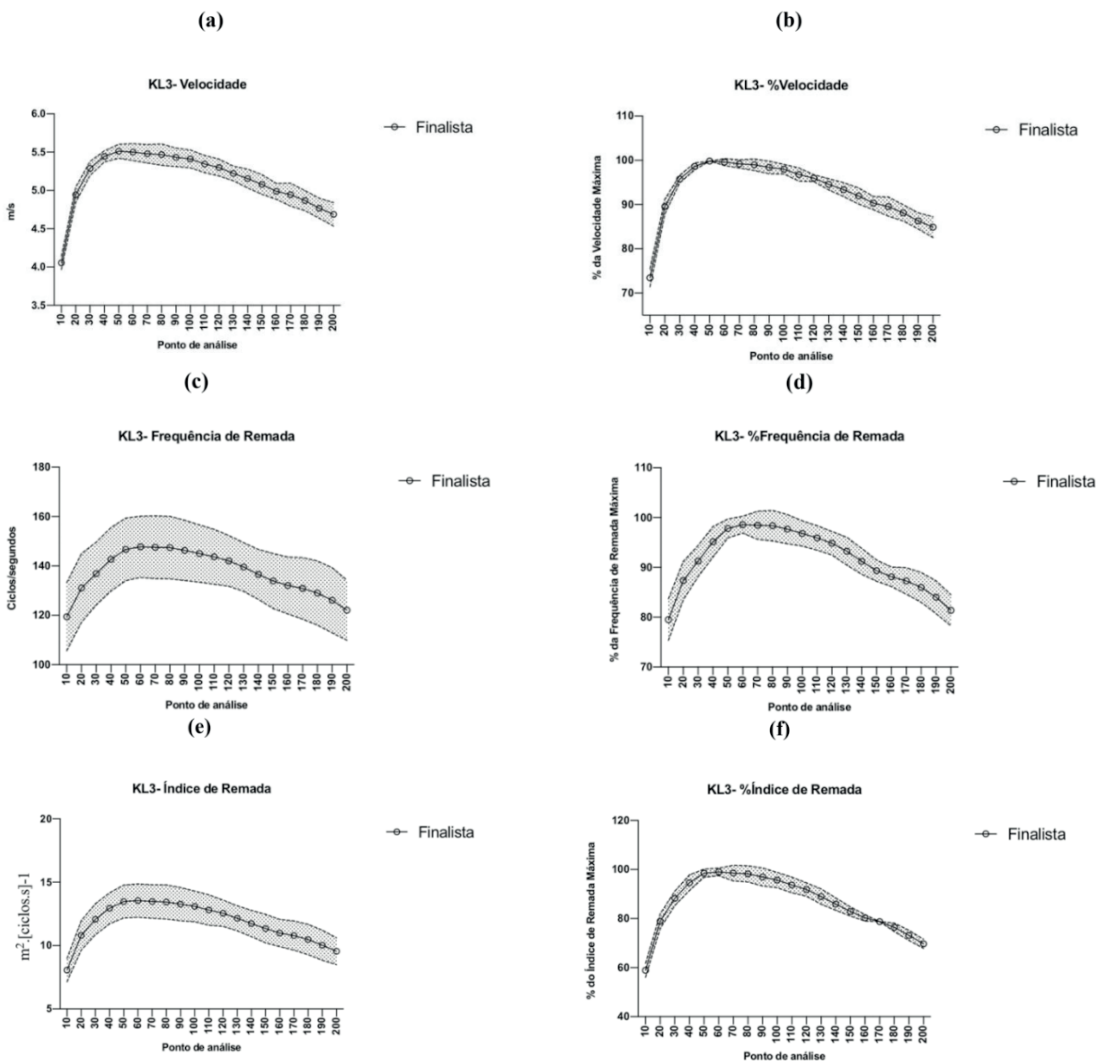 (a)
KL3- Velocidade
Finalista
6.0
5.5
5.0
4.5
4.0
3.5
m/s
10 20 30 40 50 60 70 80 90 100 110 120 130 140 150 160 170 180 190 200
Ponto de análise
(b)
KL3- %Velocidade
Finalista
110
100
90
80
70
% da Velocidade Máxima
10 20 30 40 50 60 70 80 90 100 110 120 130 140 150 160 170 180 190 200
Ponto de análise
(c)
KL3- Frequência de Remada
Finalista
180
160
140
120
100
Ciclos/segundos
10 20 30 40 50 60 70 80 90 100 110 120 130 140 150 160 170 180 190 200
Ponto de análise
(d)
KL3- %Frequência de Remada
Finalista
110
100
90
80
70
% da Frequência de Remada Máxima
10 20 30 40 50 60 70 80 90 100 110 120 130 140 150 160 170 180 190 200
Ponto de análise
(e)
KL3- Índice de Remada
Finalista
20
15
10
5
m².[ciclos.s]-1
10 20 30 40 50 60 70 80 90 100 110 120 130 140 150 160 170 180 190 200
Ponto de análise
(f)
KL3- %Índice de Remada
Finalista
120
100
80
60
40
% do Índice de Remada Máxima
10 20 30 40 50 60 70 80 90 100 110 120 130 140 150 160 170 180 190 200
Ponto de análise